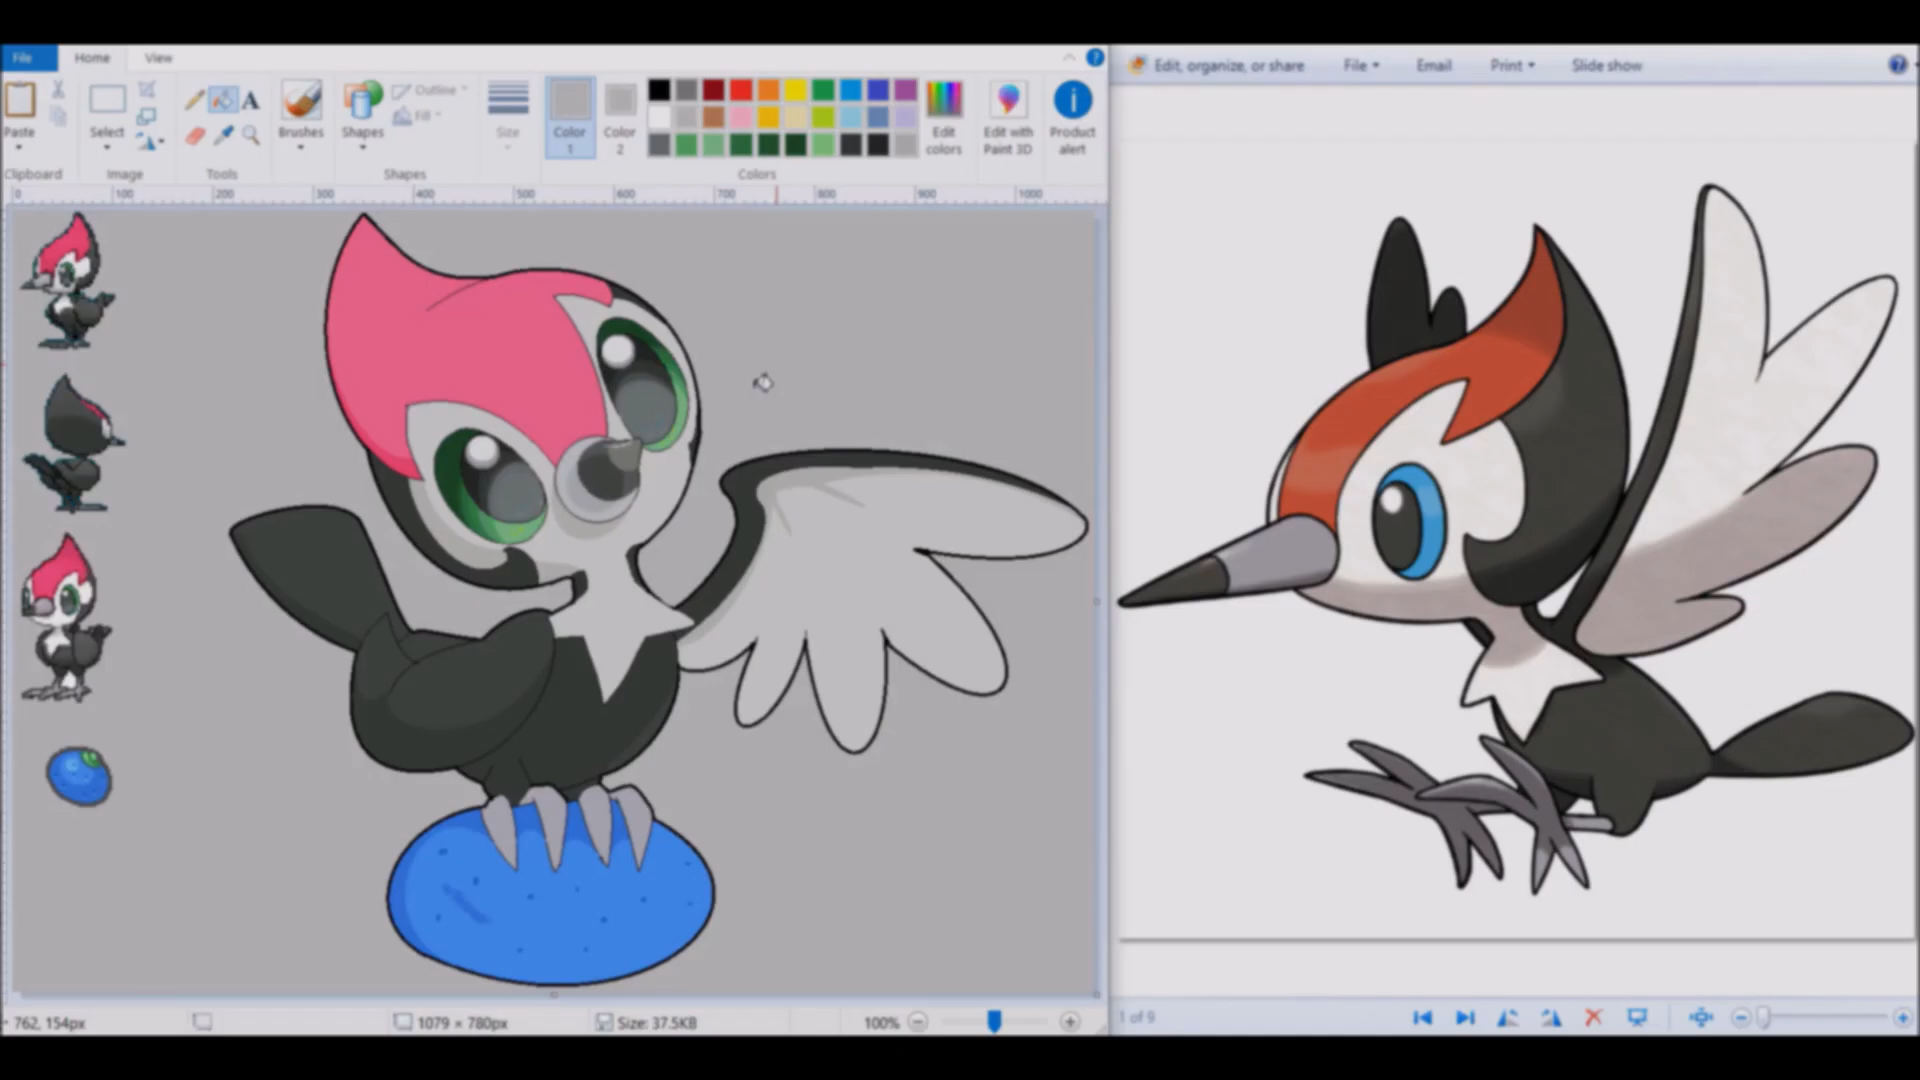 File Home View
Paste
Select
Brushes
Shapes
Outline
Fill
Size
Color 1
Color 2
Edit colors
Edit with Paint 3D
Product alert
Clipboard
Image
Tools
Shapes
Colors
0 100 200 300 400 500 600 700 800 900 1000
762, 154px
1079 × 780px
Size: 37.5KB
100%
Edit, organize, or share File Email Print Slide show
1 of 9